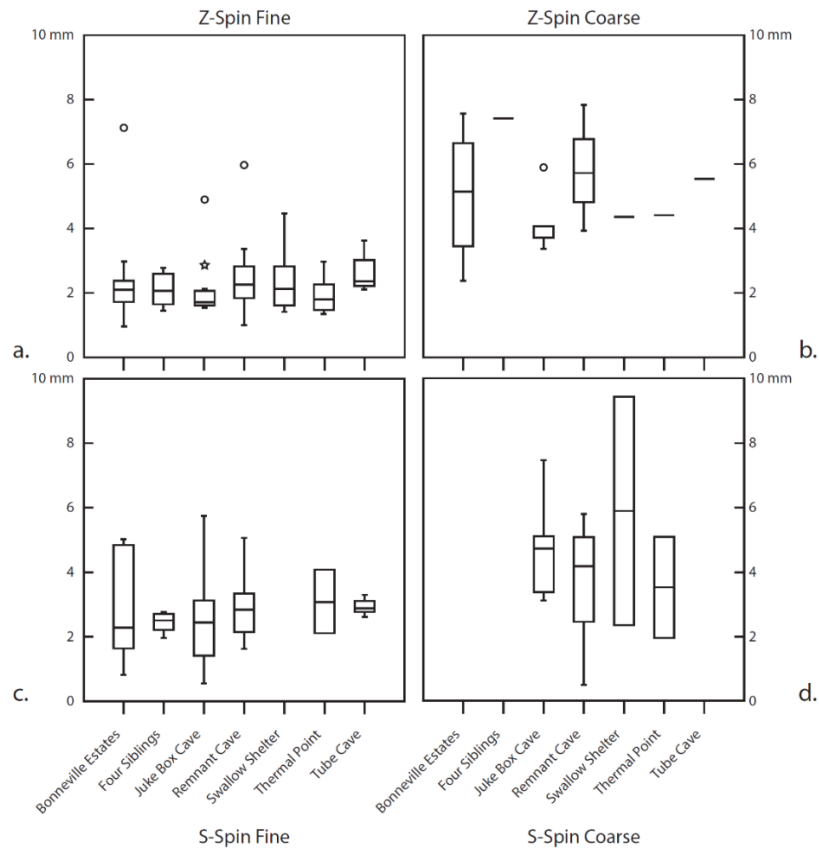 Z-Spin Fine
Z-Spin Coarse
10 mm
8
6
4
2
0
a.
10 mm
8
6
4
2
0
b.
10 mm
8
6
4
2
0
c.
10 mm
8
6
4
2
0
d.
Bonneville Estates
Four Siblings
Juke Box Cave
Remnant Cave
Swallow Shelter
Thermal Point
Tube Cave
Bonneville Estates
Four Siblings
Juke Box Cave
Remnant Cave
Swallow Shelter
Thermal Point
Tube Cave
S-Spin Fine
S-Spin Coarse